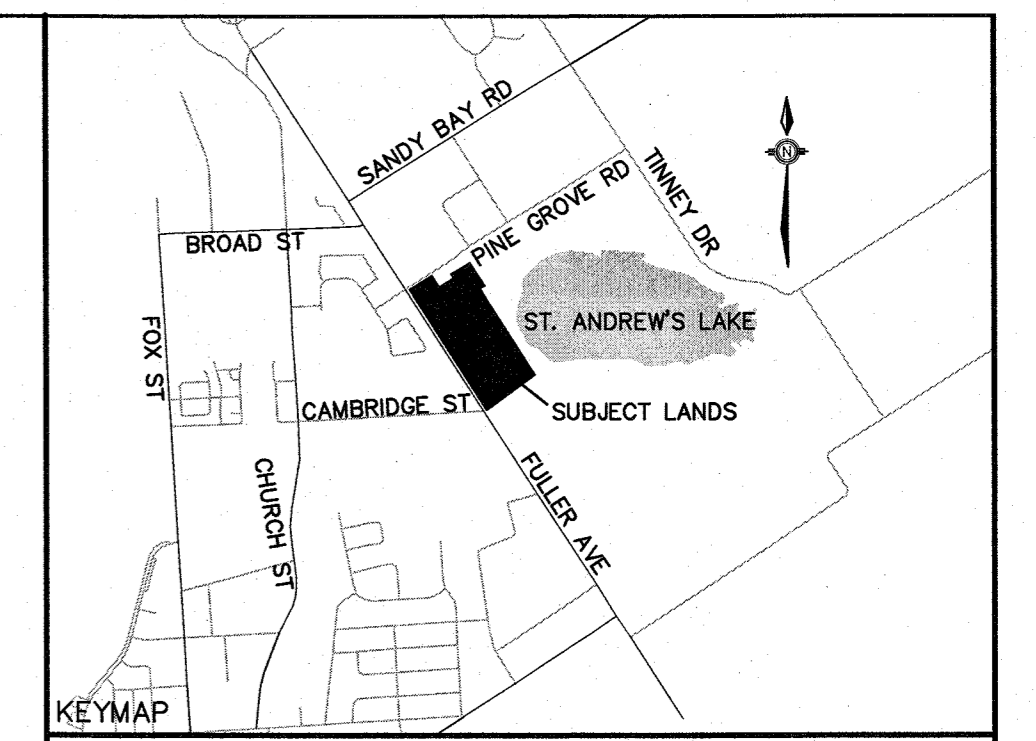 SANDY BAY RD
N
TINNEY DR
PINE GROVE RD
BROAD ST
ST. ANDREW'S LAKE
FOX ST
CAMBRIDGE ST
SUBJECT LANDS
CHURCH ST
FULLER AVE
KEYMAP